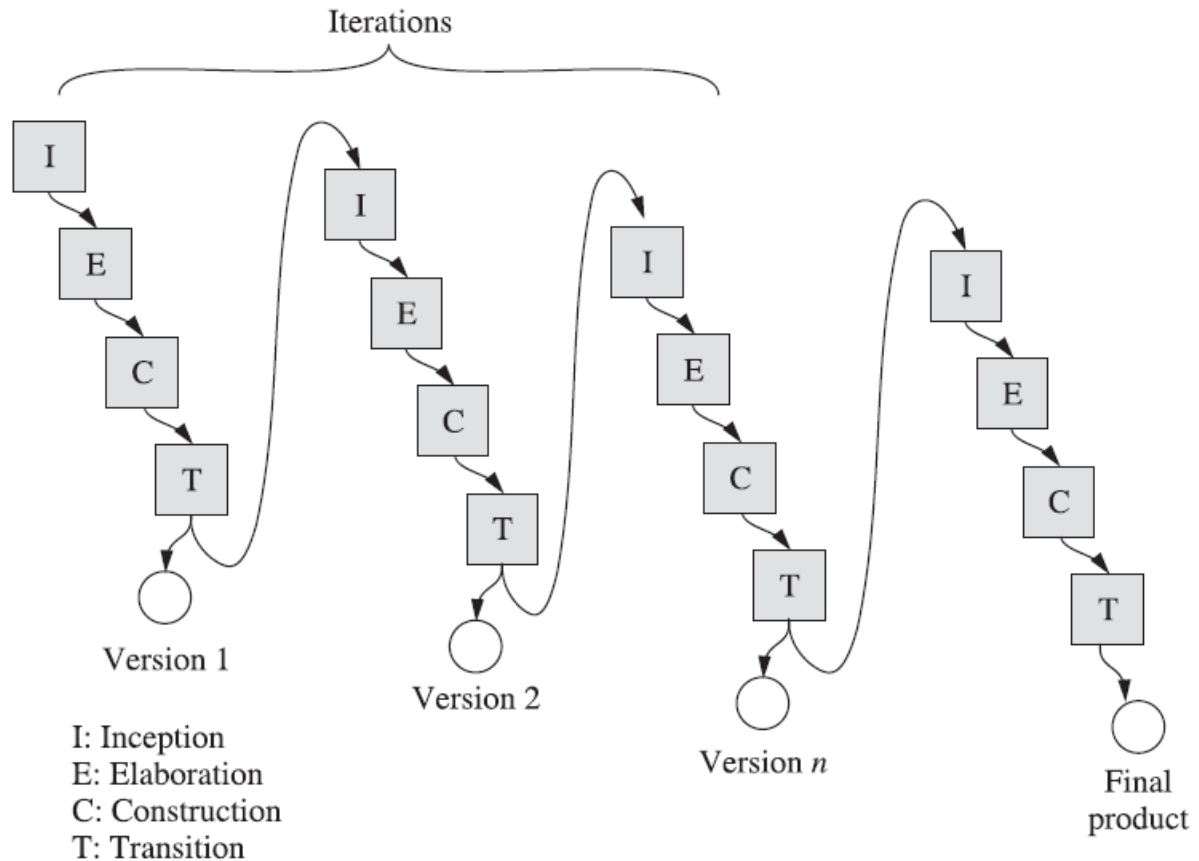 Iterations
I
E
C
T
Version 1
I
E
C
T
Version 2
I
E
C
T
Version n
I
E
C
T
Final
product
I: Inception
E: Elaboration
C: Construction
T: Transition